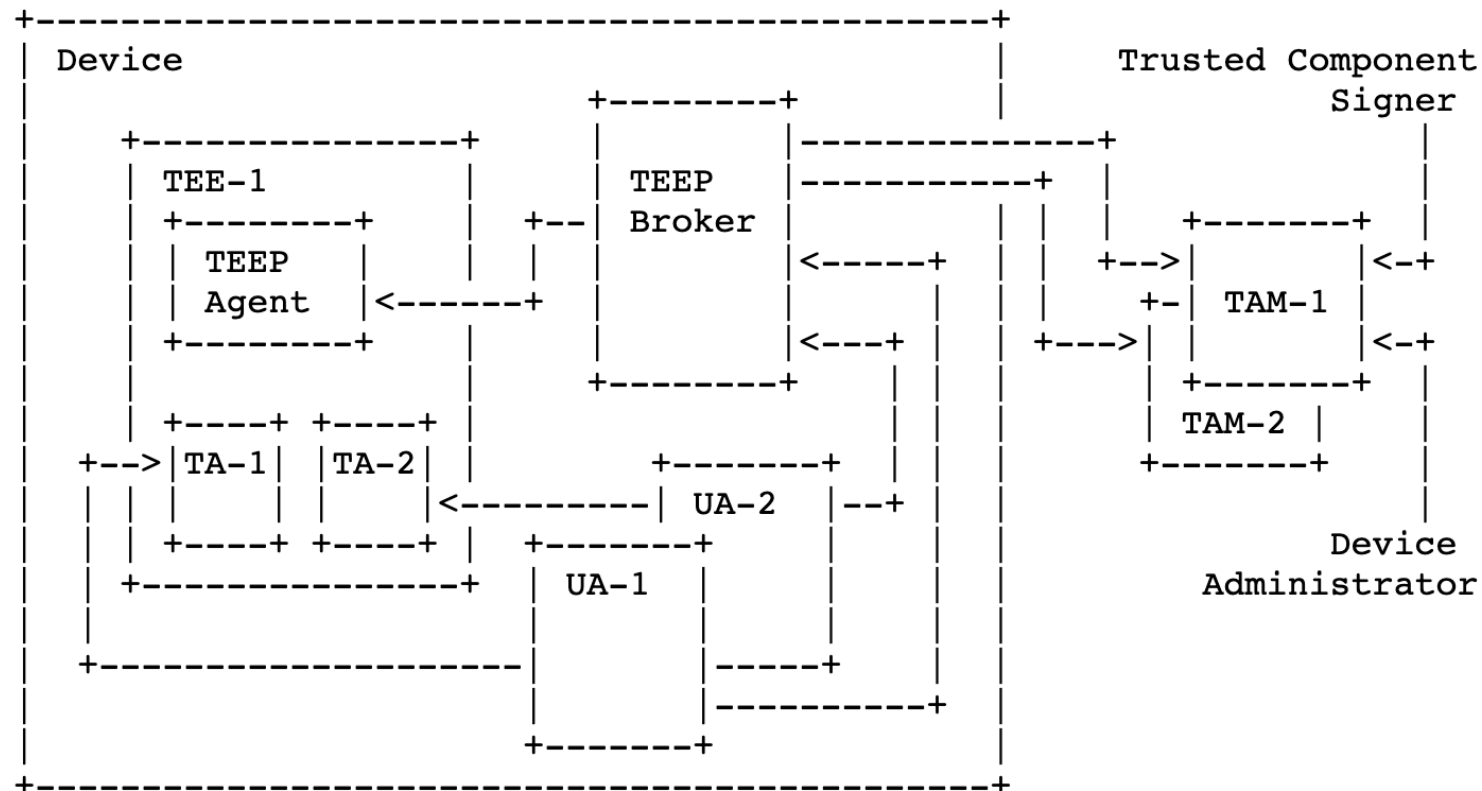 Device Trusted Component
Signer
TEE-1 TEEP
Broker
TEEP
Agent TAM-1
TAM-2
TA-1 TA-2
UA-2
Device
UA-1 Administrator